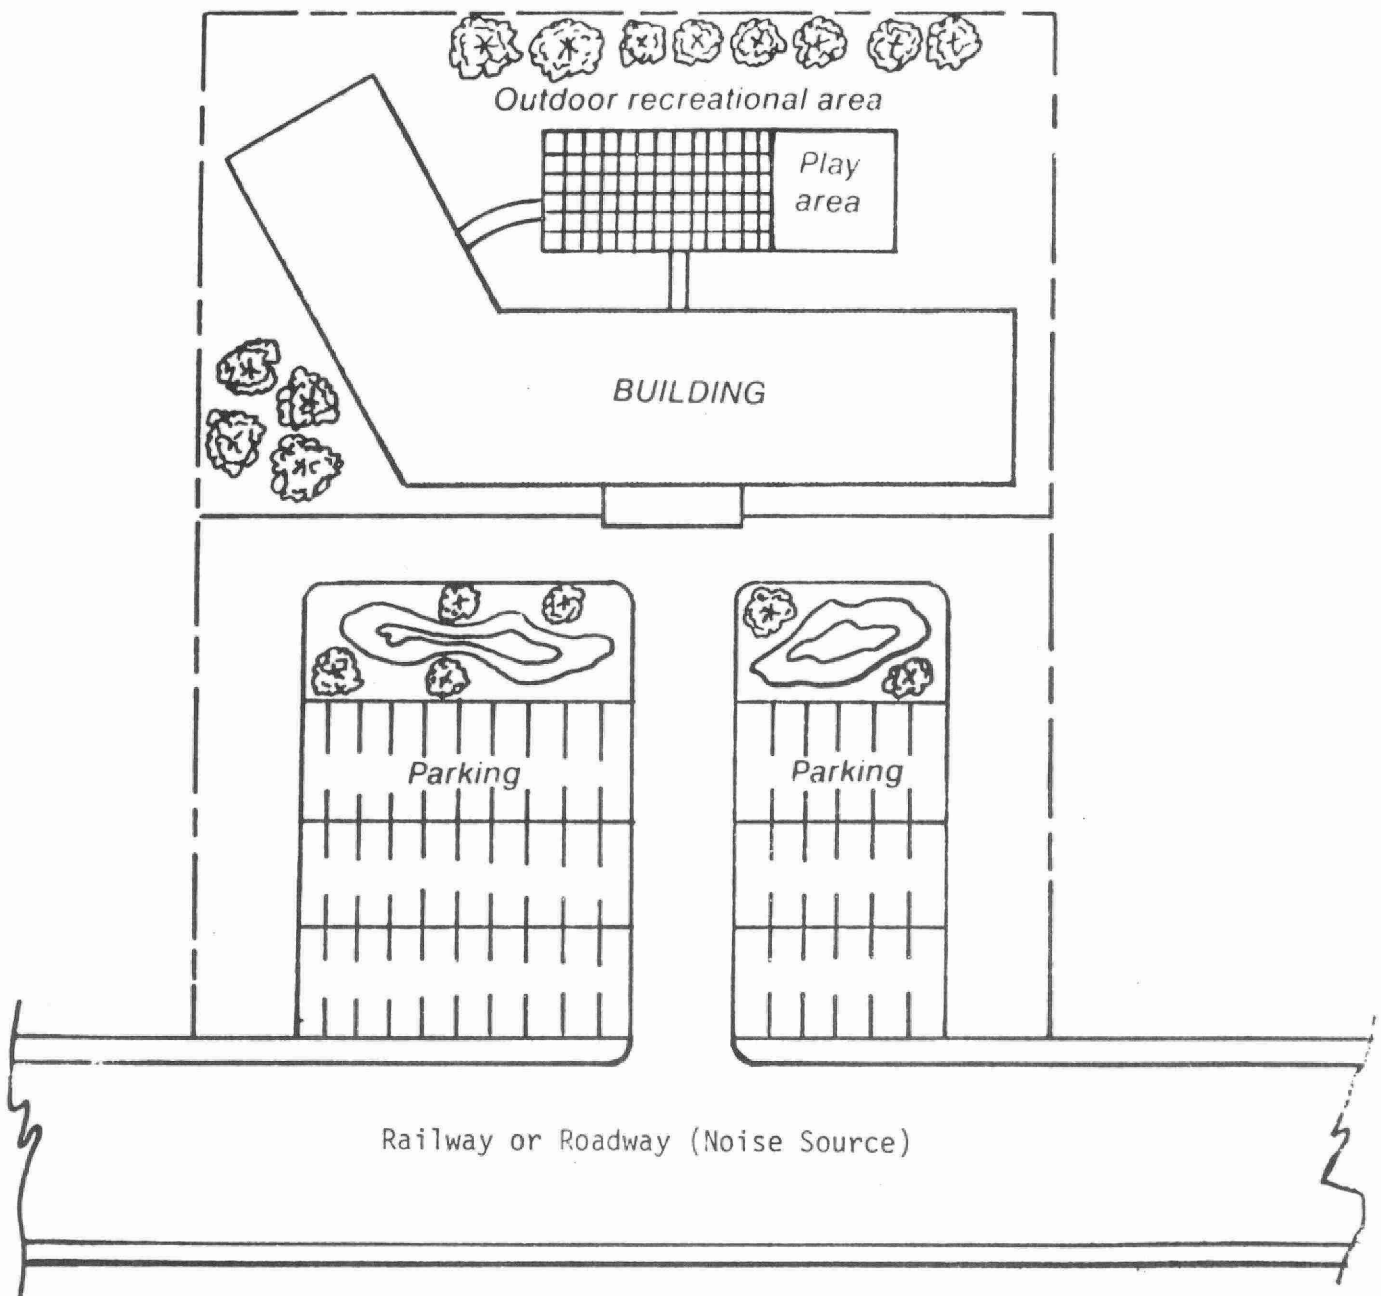 Outdoor recreational area
Play
area
BUILDING
Parking
Parking
Railway or Roadway (Noise Source)